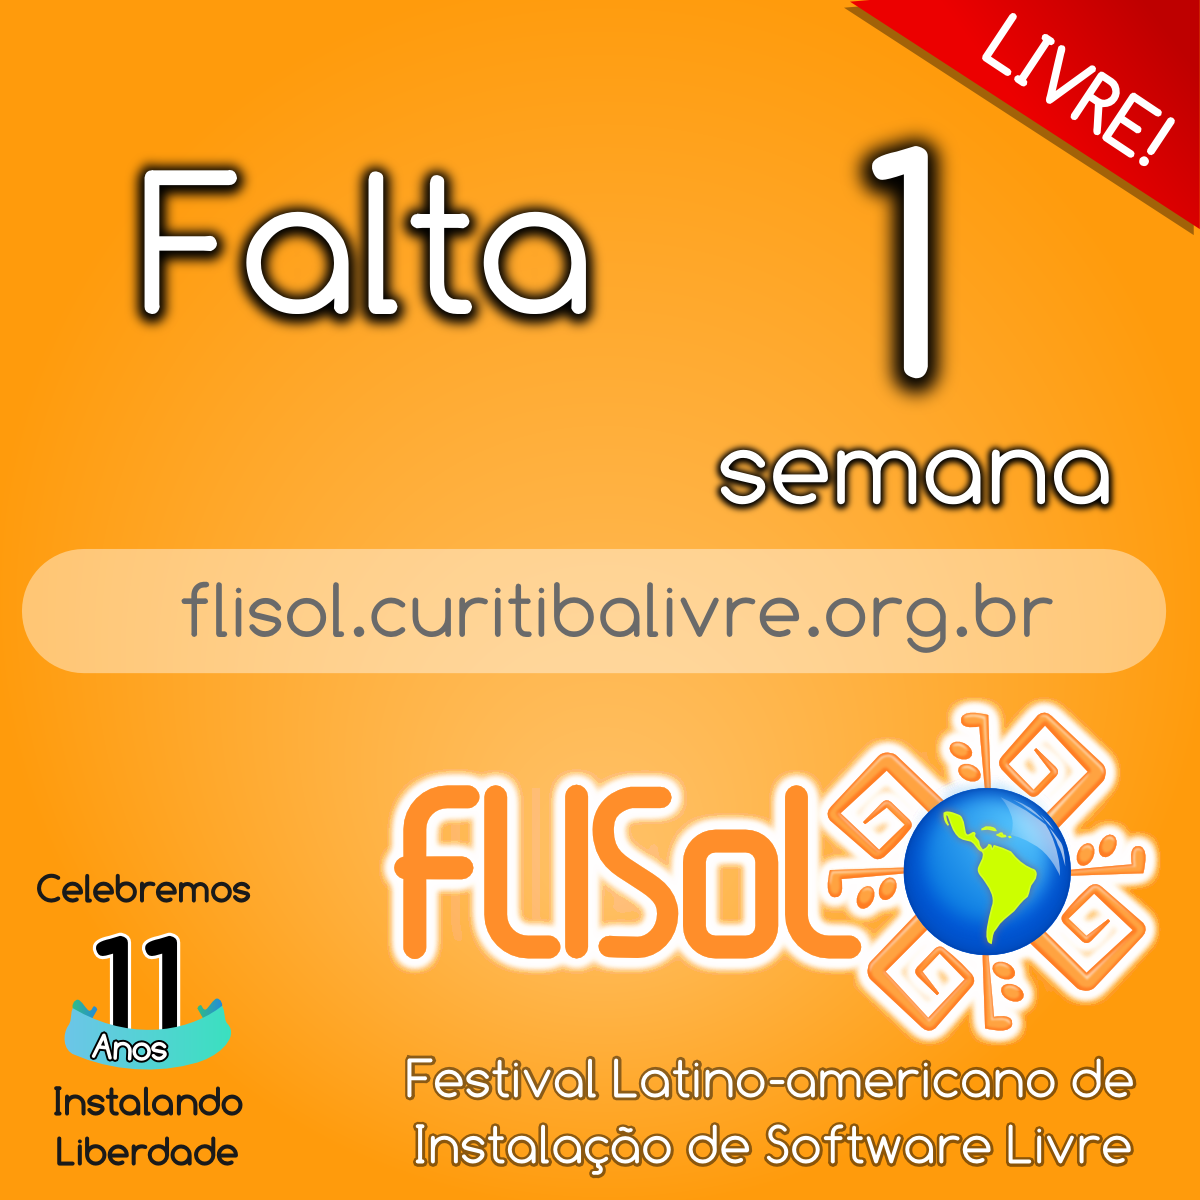 LIVRE!
Falta 1
semana
flisol.curitibalivre.org.br
fLISol
Celebremos
11
Anos
Instalando
Liberdade
Festival Latino-americano de
Instalação de Software Livre